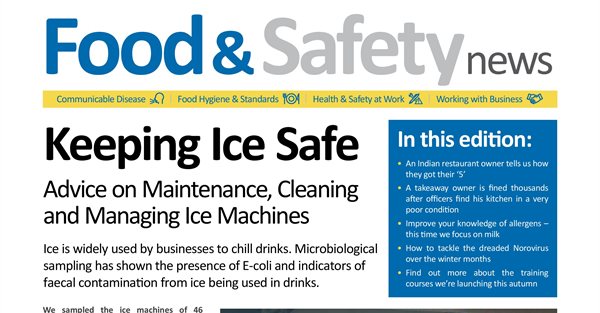 Food & Safety news
Communicable Disease | Food Hygiene & Standards | Health & Safety at Work | Working with Business
Keeping Ice Safe
Advice on Maintenance, Cleaning
and Managing Ice Machines
Ice is widely used by businesses to chill drinks. Microbiological
sampling has shown the presence of E-coli and indicators of
faecal contamination from ice being used in drinks.
We sampled the ice machines of 46
In this edition:
• An Indian restaurant owner tells us how
they got their ‘5’
• A takeaway owner is fined thousands
after officers find his kitchen in a very
poor condition
• Improve your knowledge of allergens –
this time we focus on milk
• How to tackle the dreaded Norovirus
over the winter months
• Find out more about the training
courses we’re launching this autumn